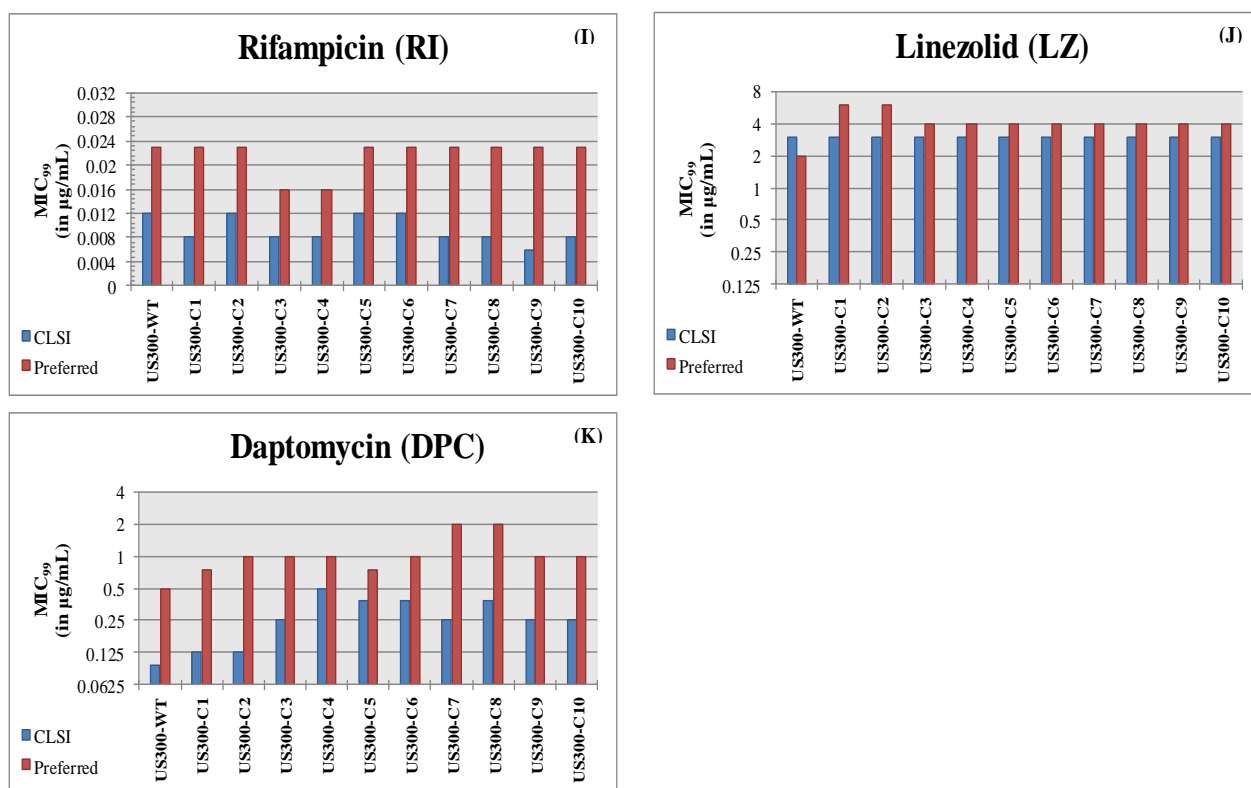 Rifampicin (RI)
(I)
MIC99
(in µg/mL)
0.032
0.028
0.024
0.02
0.016
0.012
0.008
0.004
0
US300-WT
US300-C1
US300-C2
US300-C3
US300-C4
US300-C5
US300-C6
US300-C7
US300-C8
US300-C9
US300-C10
CLSI
Preferred
Linezolid (LZ)
(J)
MIC99
(in µg/mL)
8
4
2
1
0.5
0.25
0.125
US300-WT
US300-C1
US300-C2
US300-C3
US300-C4
US300-C5
US300-C6
US300-C7
US300-C8
US300-C9
US300-C10
CLSI
Preferred
Daptomycin (DPC)
(K)
MIC99
(in µg/mL)
4
2
1
0.5
0.25
0.125
0.0625
US300-WT
US300-C1
US300-C2
US300-C3
US300-C4
US300-C5
US300-C6
US300-C7
US300-C8
US300-C9
US300-C10
CLSI
Preferred